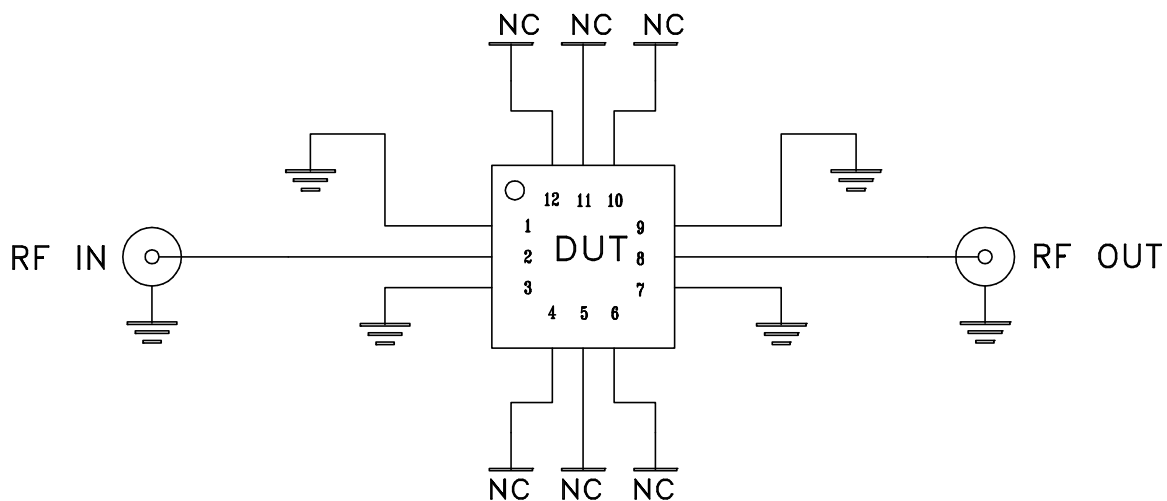 NC NC NC
12 11 10
1 9
RF IN 2 DUT 8 RF OUT
3 7
4 5 6
NC NC NC